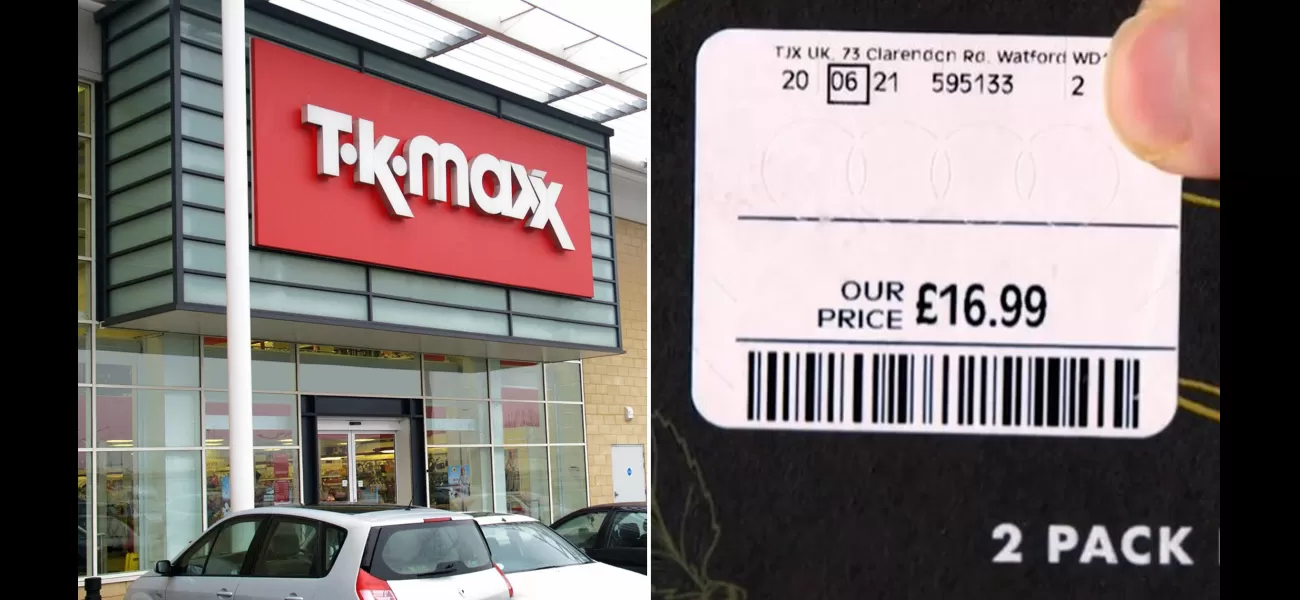 T·K·maxx
TJX UK, 73 Clarendon Rd, Watford
20 06 21 595133 2
OUR
PRICE £16.99
2 PACK